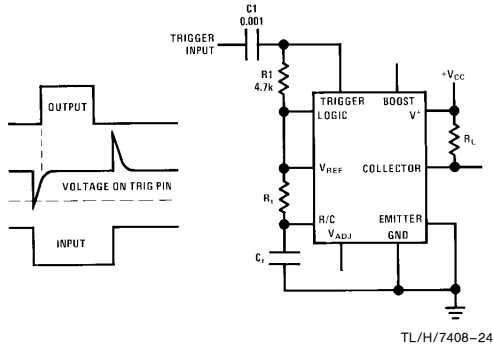 C1
0.001
TRIGGER
INPUT
R1
4.7k
+VCC
TRIGGER
BOOST
LOGIC
V+
RL
OUTPUT
VOLTAGE ON TRIG PIN
VREF
COLLECTOR
Rt
R/C
EMITTER
VADJ
GND
INPUT
Ct
TL/H/7408–24